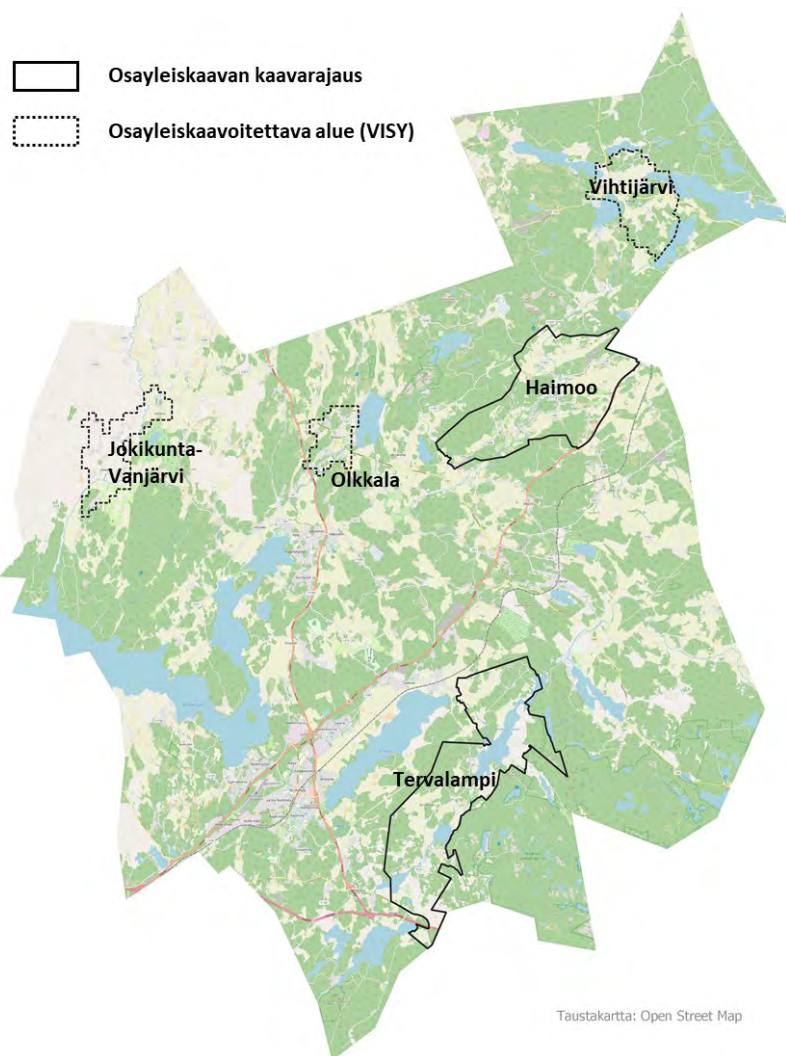 Osayleiskaavan kaavarajaus
Osayleiskaavoitettava alue (VISY)
Vihtijärvi
Haimoo
Jokikunta-
Vanjärvi
Olkkala
Tervalampi
Taustakartta: Open Street Map